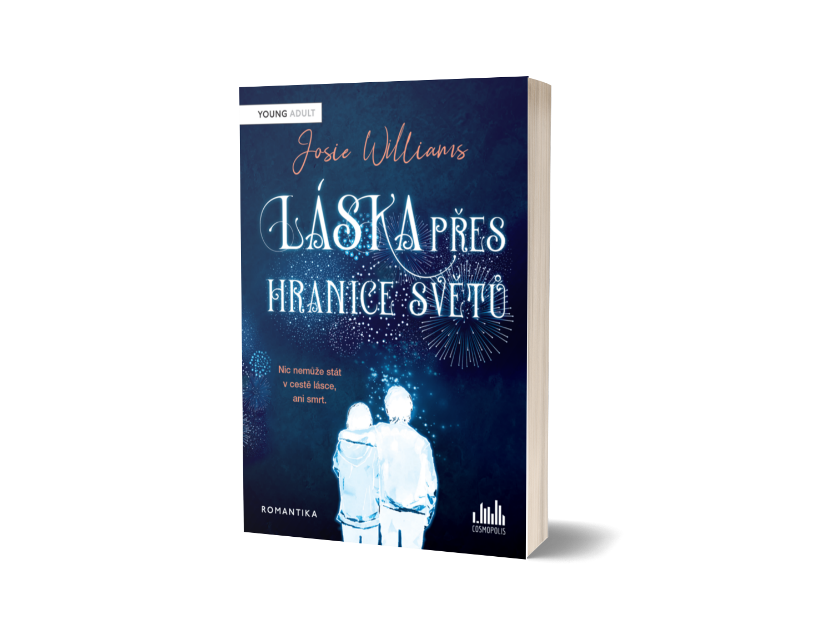 YOUNG ADULT
Josie Williams
LÁSKA PŘES
HRANICE SVĚTŮ
Nic nemůže stát
v cestě lásce,
ani smrt.
ROMANTIKA
COSMOPOLIS